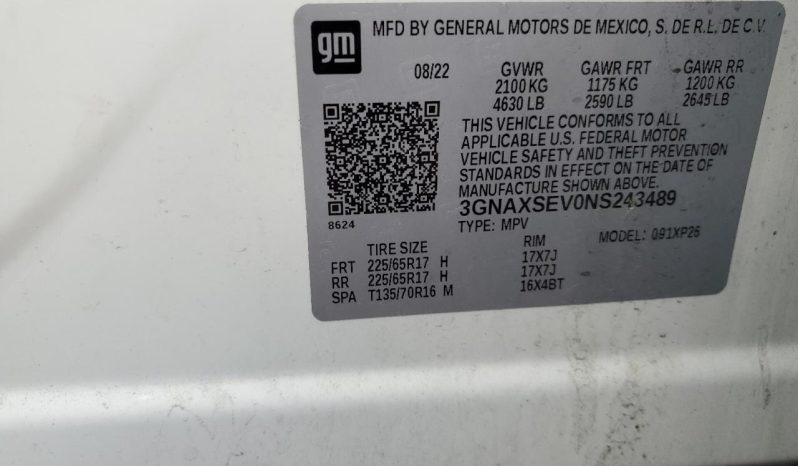 gm
MFD BY GENERAL MOTORS DE MEXICO, S. DE R.L. DE C.V.
08/22 GVWR GAWR FRT GAWR RR
2100 KG 1175 KG 1200 KG
4630 LB 2590 LB 2645 LB
THIS VEHICLE CONFORMS TO ALL
APPLICABLE U.S. FEDERAL MOTOR
VEHICLE SAFETY AND THEFT PREVENTION
STANDARDS IN EFFECT ON THE DATE OF
MANUFACTURE SHOWN ABOVE.
3GNAXSEV0NS243489
8624
TYPE: MPV MODEL: 091XP26
TIRE SIZE RIM
FRT 225/65R17 H 17X7J
RR 225/65R17 H 17X7J
SPA T135/70R16 M 16X4BT